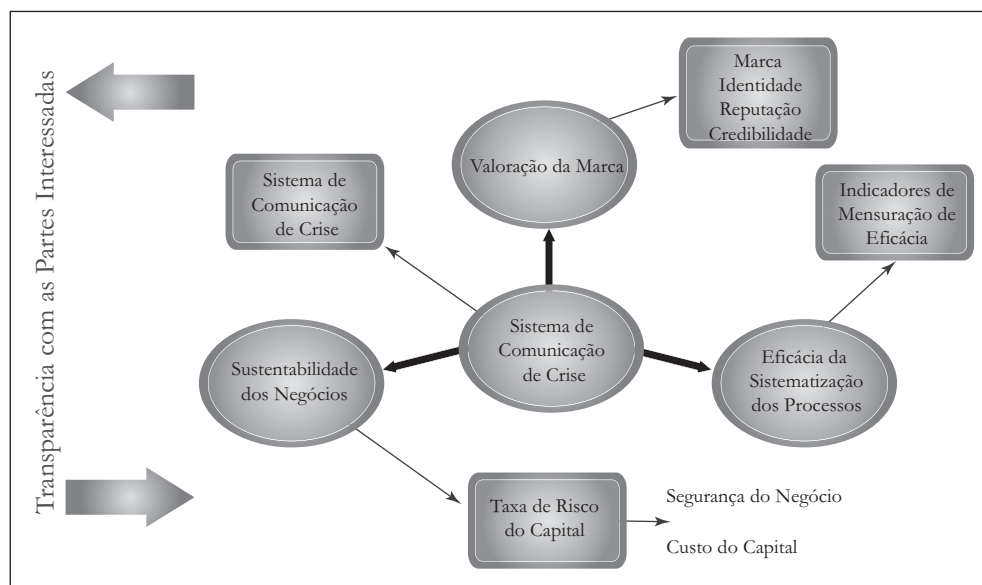 Transparência com as Partes Interessadas
Marca
Identidade
Reputação
Credibilidade
Valoração da Marca
Sistema de
Comunicação
de Crise
Indicadores de
Mensuração de
Eficácia
Sistema de
Comunicação
de Crise
Sustentabilidade
dos Negócios
Eficácia da
Sistematização
dos Processos
Taxa de Risco
do Capital
Segurança do Negócio
Custo do Capital